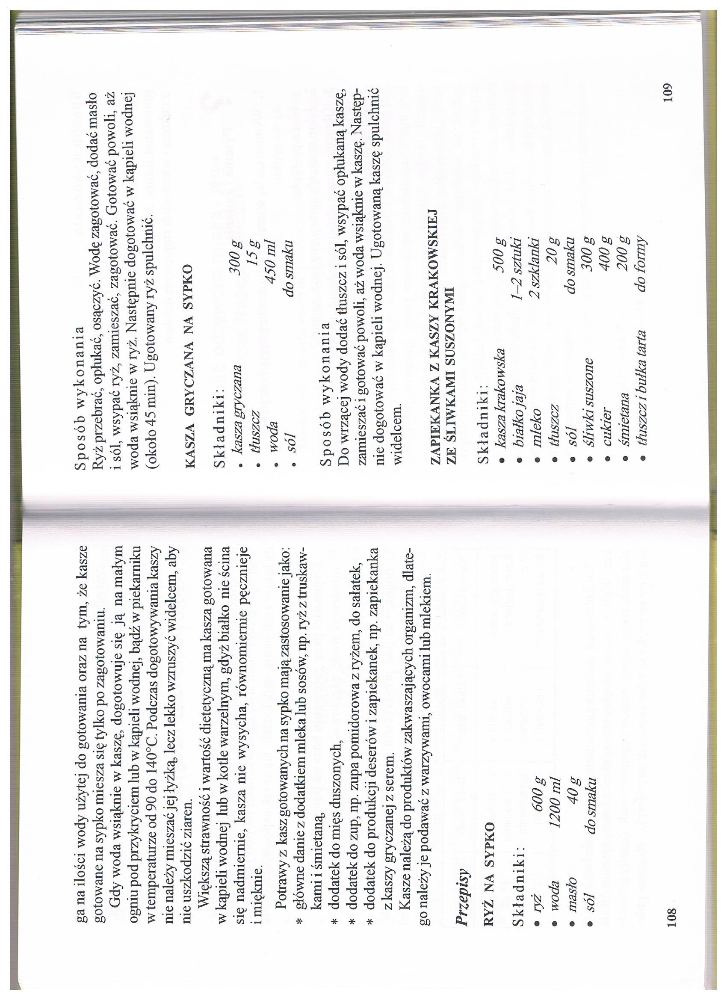 ga na ilości wody użytej do gotowania oraz na tym, że kasze
gotowane na sypko miesza się tylko po zagotowaniu.
Gdy woda wsiąknie w kaszę, dogotowuje się ją na małym
ogniu pod przykryciem lub w kąpieli wodnej, bądź w piekarniku
w temperaturze od 90 do 140°C. Podczas dogotowywania kaszy
nie należy mieszać jej łyżką, lecz lekko wzruszyć widelcem, aby
nie uszkodzić ziaren.
Większą strawność i wartość dietetyczną ma kasza gotowana
w kąpieli wodnej lub w kotle warzelnym, gdyż białko nie ścina
się nadmiernie, kasza nie wysycha, równomiernie pęcznieje
i mięknie.
Potrawy z kasz gotowanych na sypko mają zastosowanie jako:
* główne danie z dodatkiem mleka lub sosów, np. ryż z truskaw-
kami i śmietaną,
* dodatek do mięs duszonych,
* dodatek do zup, np. zupa pomidorowa z ryżem, do sałatek,
* dodatek do produkcji deserów i zapiekanek, np. zapiekanka
z kaszy gryczanej z serem.
Kasze należą do produktów zakwaszających organizm, dlate-
go należy je podawać z warzywami, owocami lub mlekiem.
Przepisy
RYŻ NA SYPKO
Składniki:
• ryż 600 g
• woda 1200 ml
• masło 40 g
• sól do smaku
108
Sposób wykonania
Ryż przebrać, opłukać, osączyć. Wodę zagotować, dodać masło
i sól, wsypać ryż, zamieszać, zagotować. Gotować powoli, aż
woda wsiąknie w ryż. Następnie dogotować w kąpieli wodnej
(około 45 min). Ugotowany ryż spulchnić.
KASZA GRYCZANA NA SYPKO
Składniki:
• kasza gryczana 300 g
• tłuszcz 15 g
• woda 450 ml
• sól do smaku
Sposób wykonania
Do wrzącej wody dodać tłuszcz i sól, wsypać opłukaną kaszę,
zamieszać i gotować powoli, aż woda wsiąknie w kaszę. Następ-
nie dogotować w kąpieli wodnej. Ugotowaną kaszę spulchnić
widelcem.
ZAPIEKANKA Z KASZY KRAKOWSKIEJ
ZE ŚLIWKAMI SUSZONYMI
Składniki:
• kasza krakowska 500 g
• białko jaja 1–2 sztuki
• mleko 2 szklanki
• tłuszcz 20 g
• sól do smaku
• śliwki suszone 300 g
• cukier 400 g
• śmietana 200 g
• tłuszcz i bułka tarta do formy
109